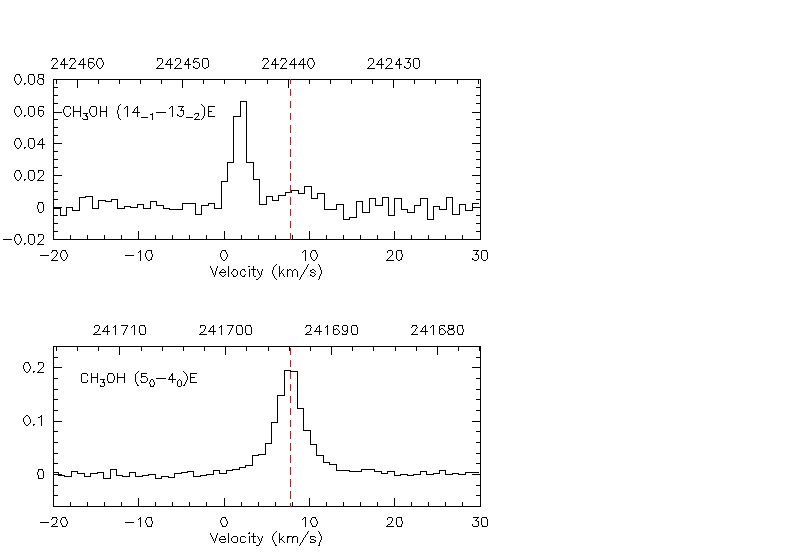 242460 242450 242440 242430
0.08
CH₃OH (14₋₁−13₋₂)E
0.06
0.04
0.02
0
−0.02
−20 −10 0 10 20 30
Velocity (km/s)
241710 241700 241690 241680
CH₃OH (5₀−4₀)E
0.2
0.1
0
−20 −10 0 10 20 30
Velocity (km/s)